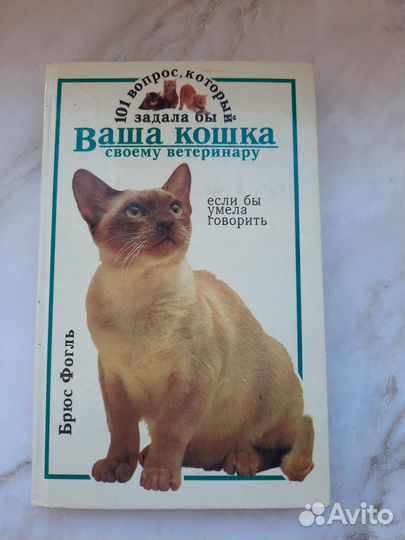 101 вопрос, который
задала бы
Ваша кошка
своему ветеринару
если бы
умела
говорить
Брюс Фогль
Avito